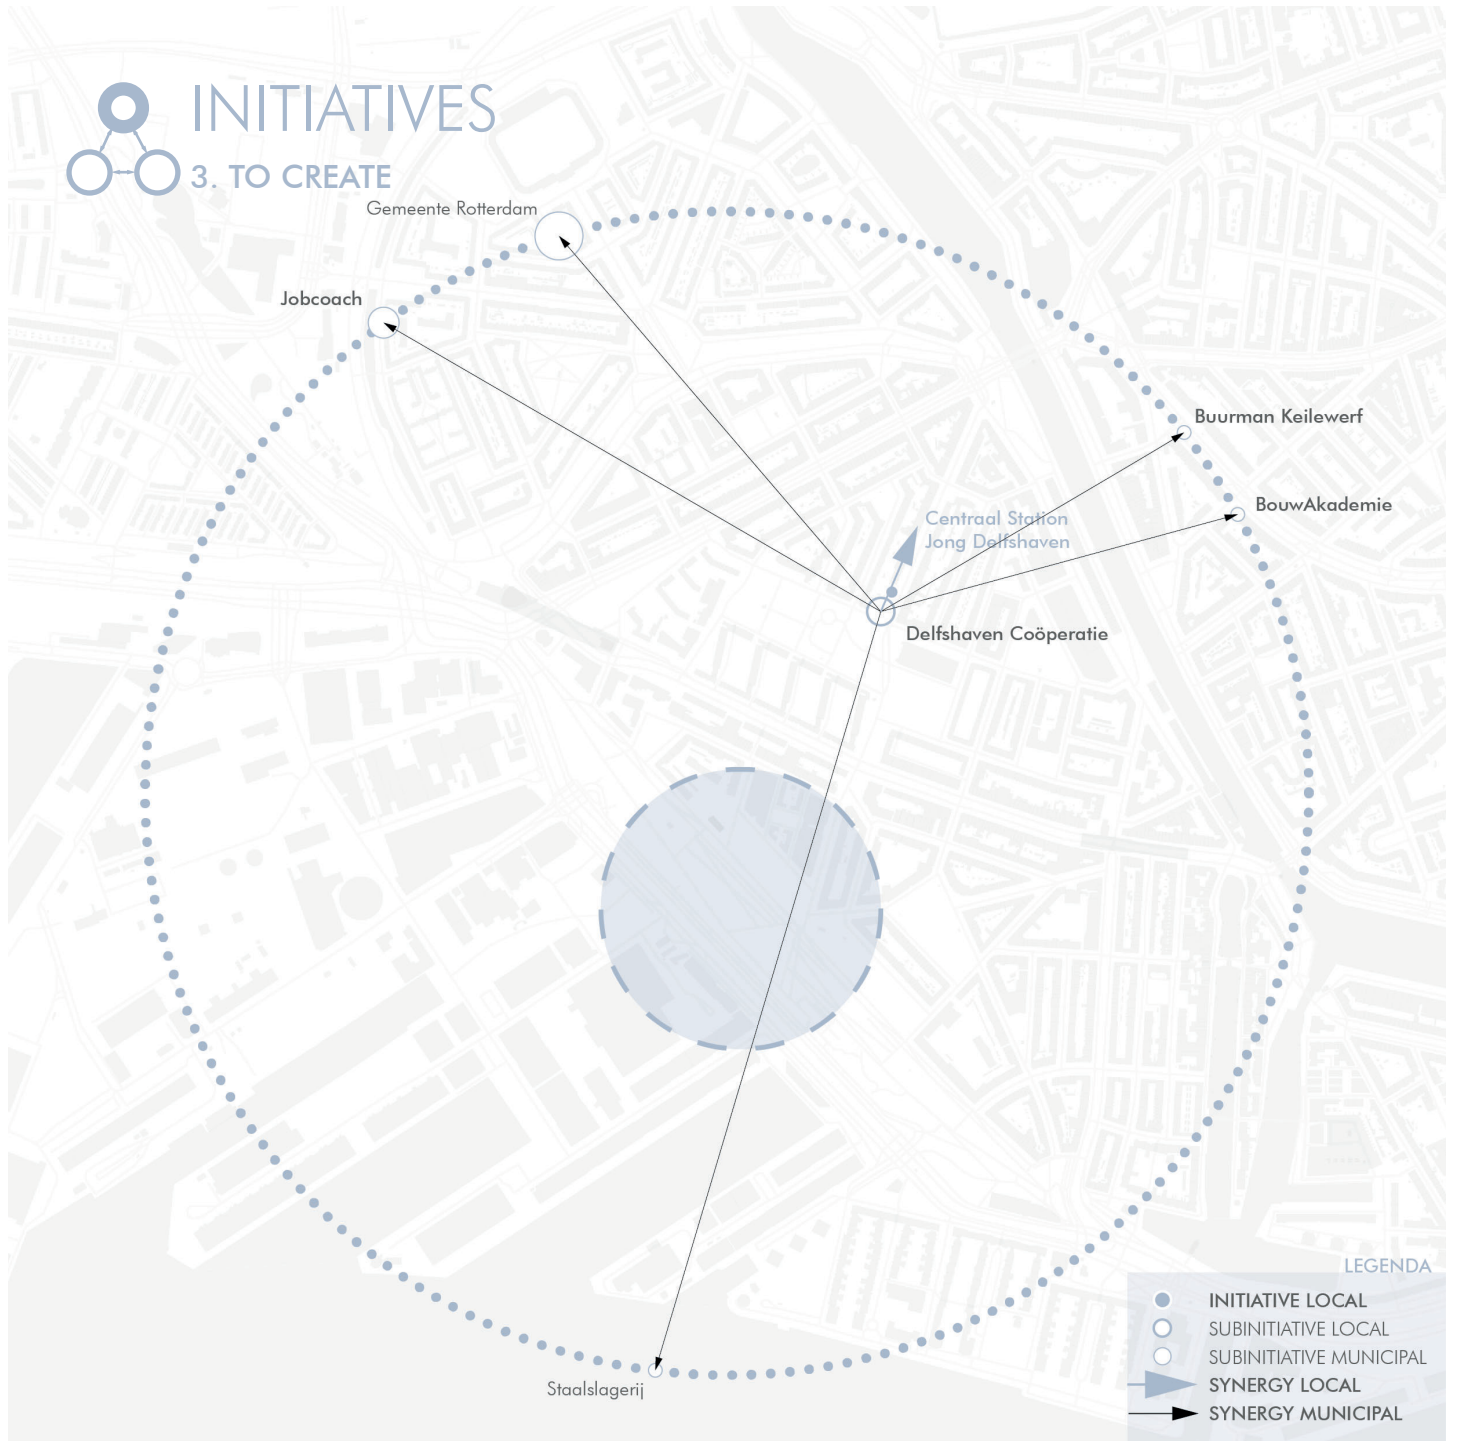 INITIATIVES
3. TO CREATE
Gemeente Rotterdam
Jobcoach
Buurman Keilewerf
BouwAkademie
Centraal Station
Jong Delfshaven
Delfshaven Coöperatie
Staalslagerij
LEGENDA
INITIATIVE LOCAL
SUBINITIATIVE LOCAL
SUBINITIATIVE MUNICIPAL
SYNERGY LOCAL
SYNERGY MUNICIPAL